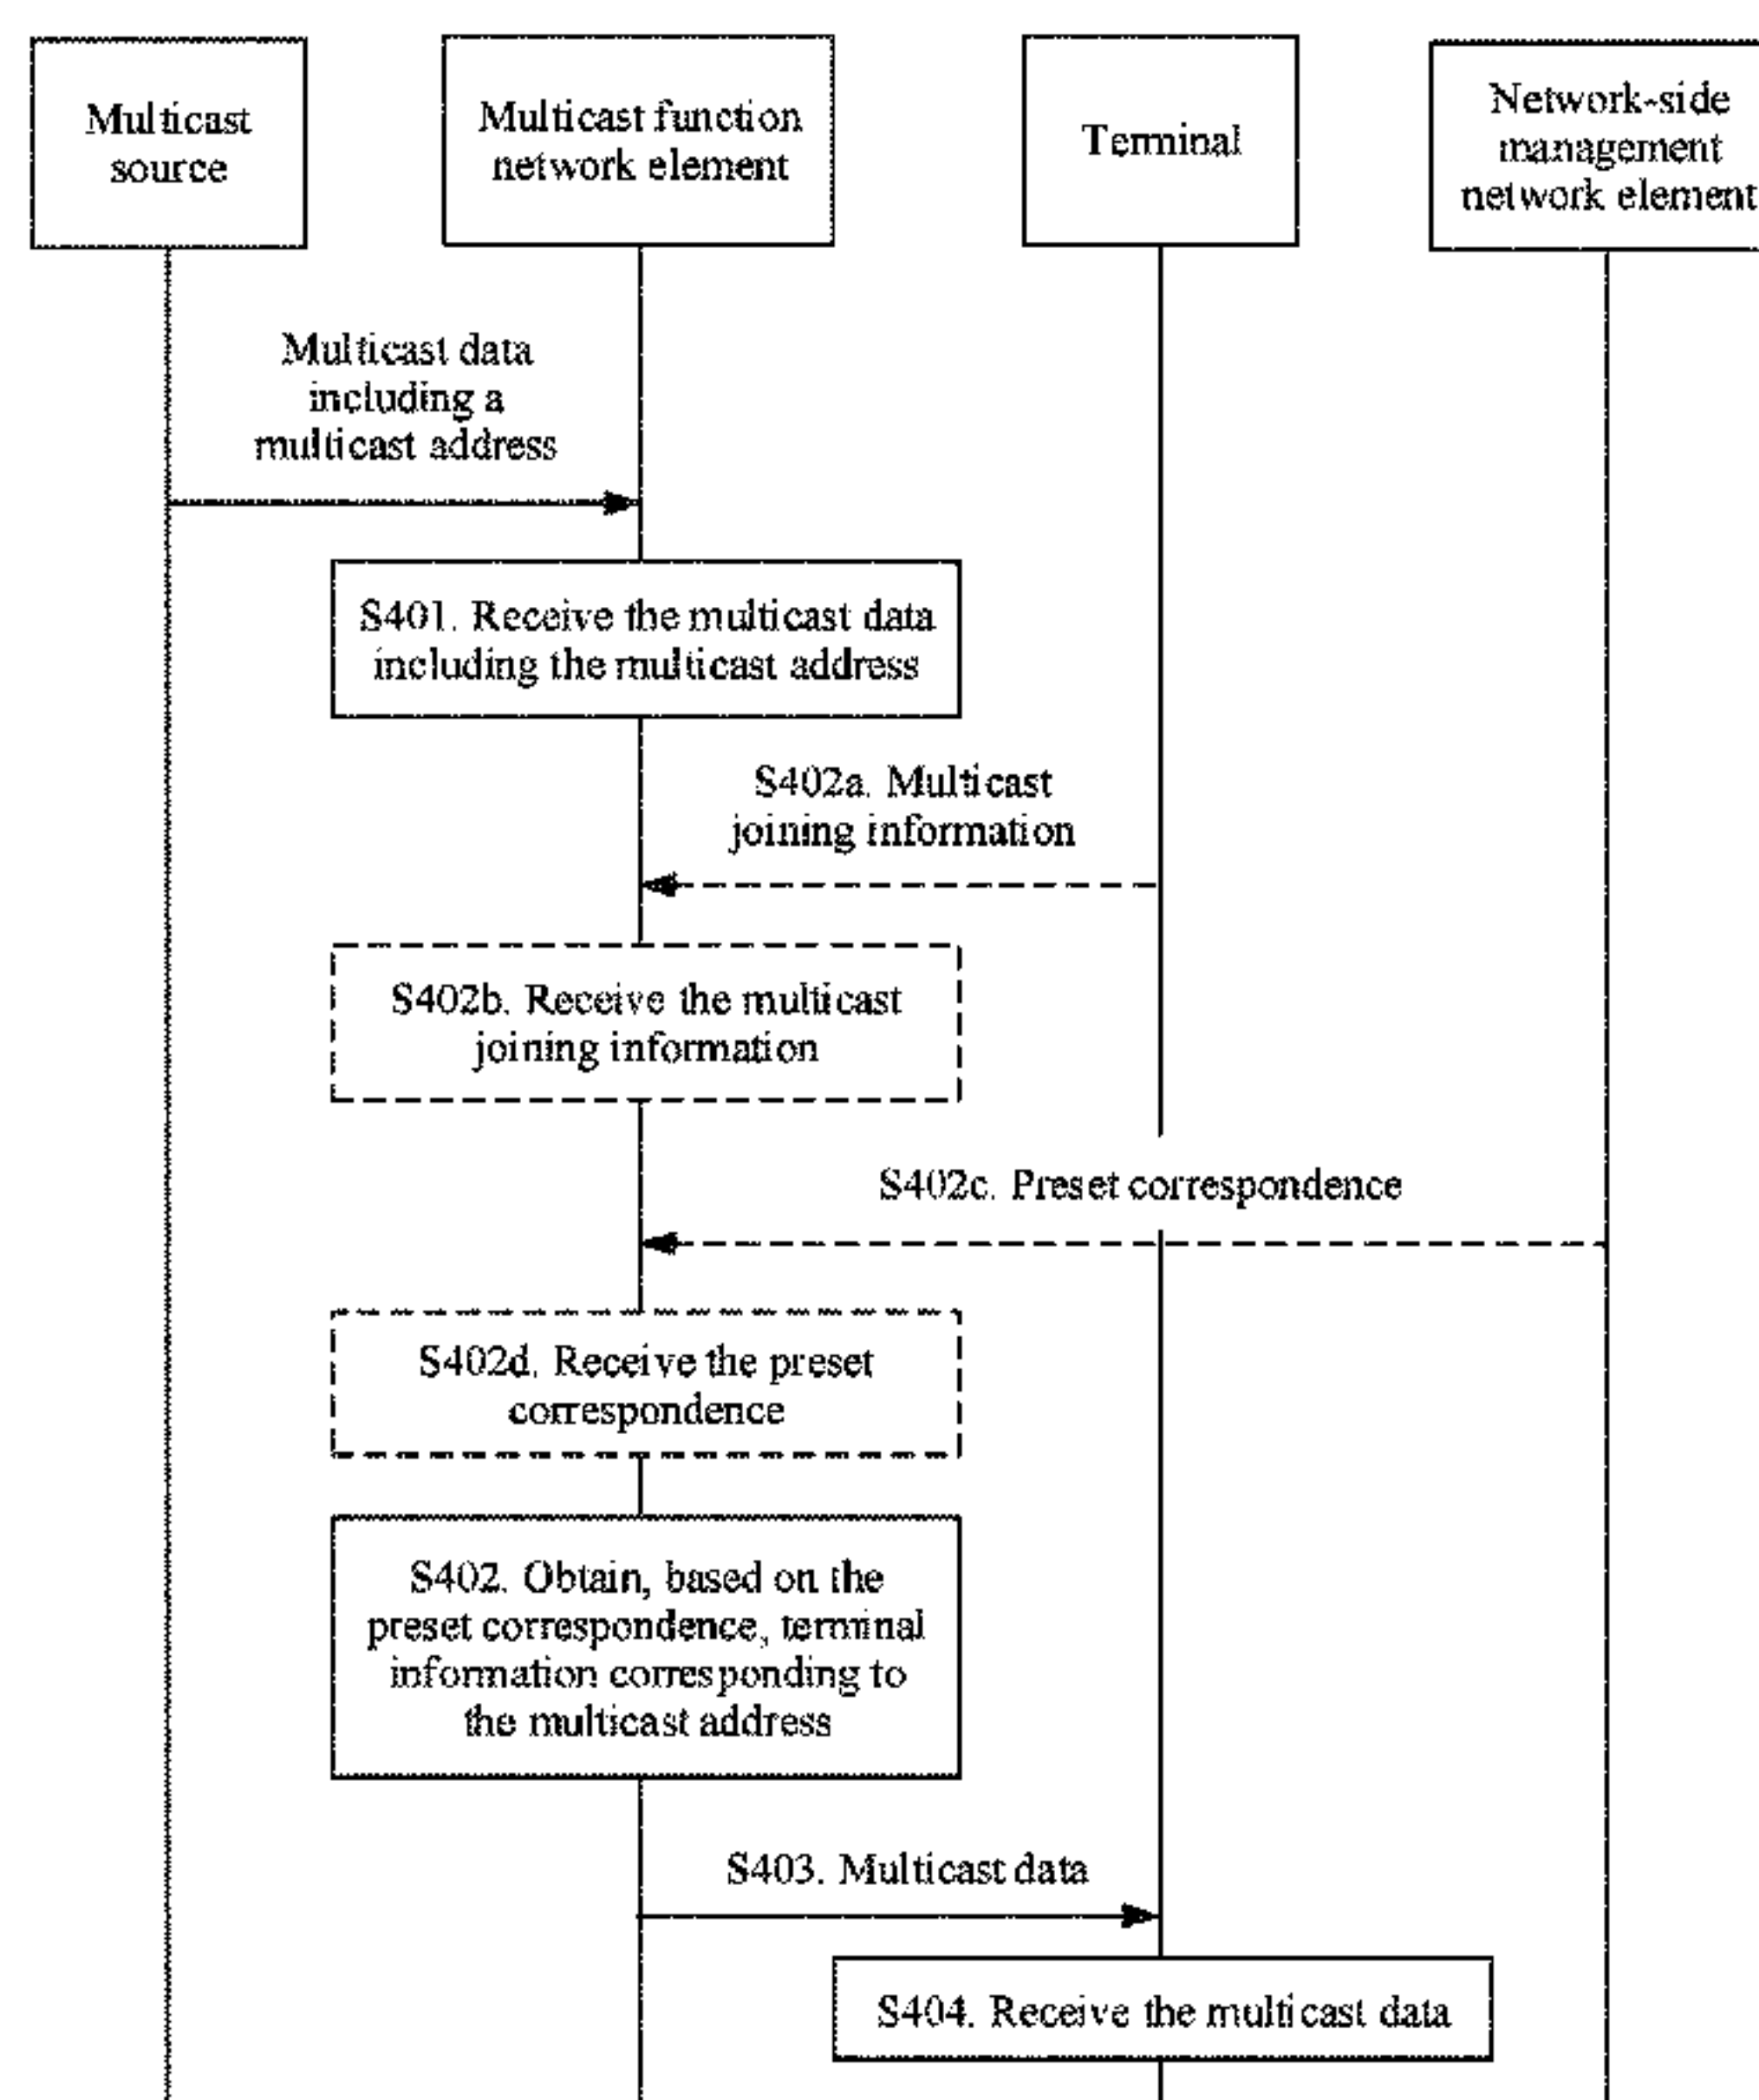 Multicast
source
Multicast function
network element
Terminal
Network-side
management
network element
Multicast data
including a
multicast address
S401. Receive the multicast data
including the multicast address
S402a. Multicast
joining information
S402b. Receive the multicast
joining information
S402c. Preset correspondence
S402d. Receive the preset
correspondence
S402. Obtain, based on the
preset correspondence, terminal
information corresponding to
the multicast address
S403. Multicast data
S404. Receive the multicast data